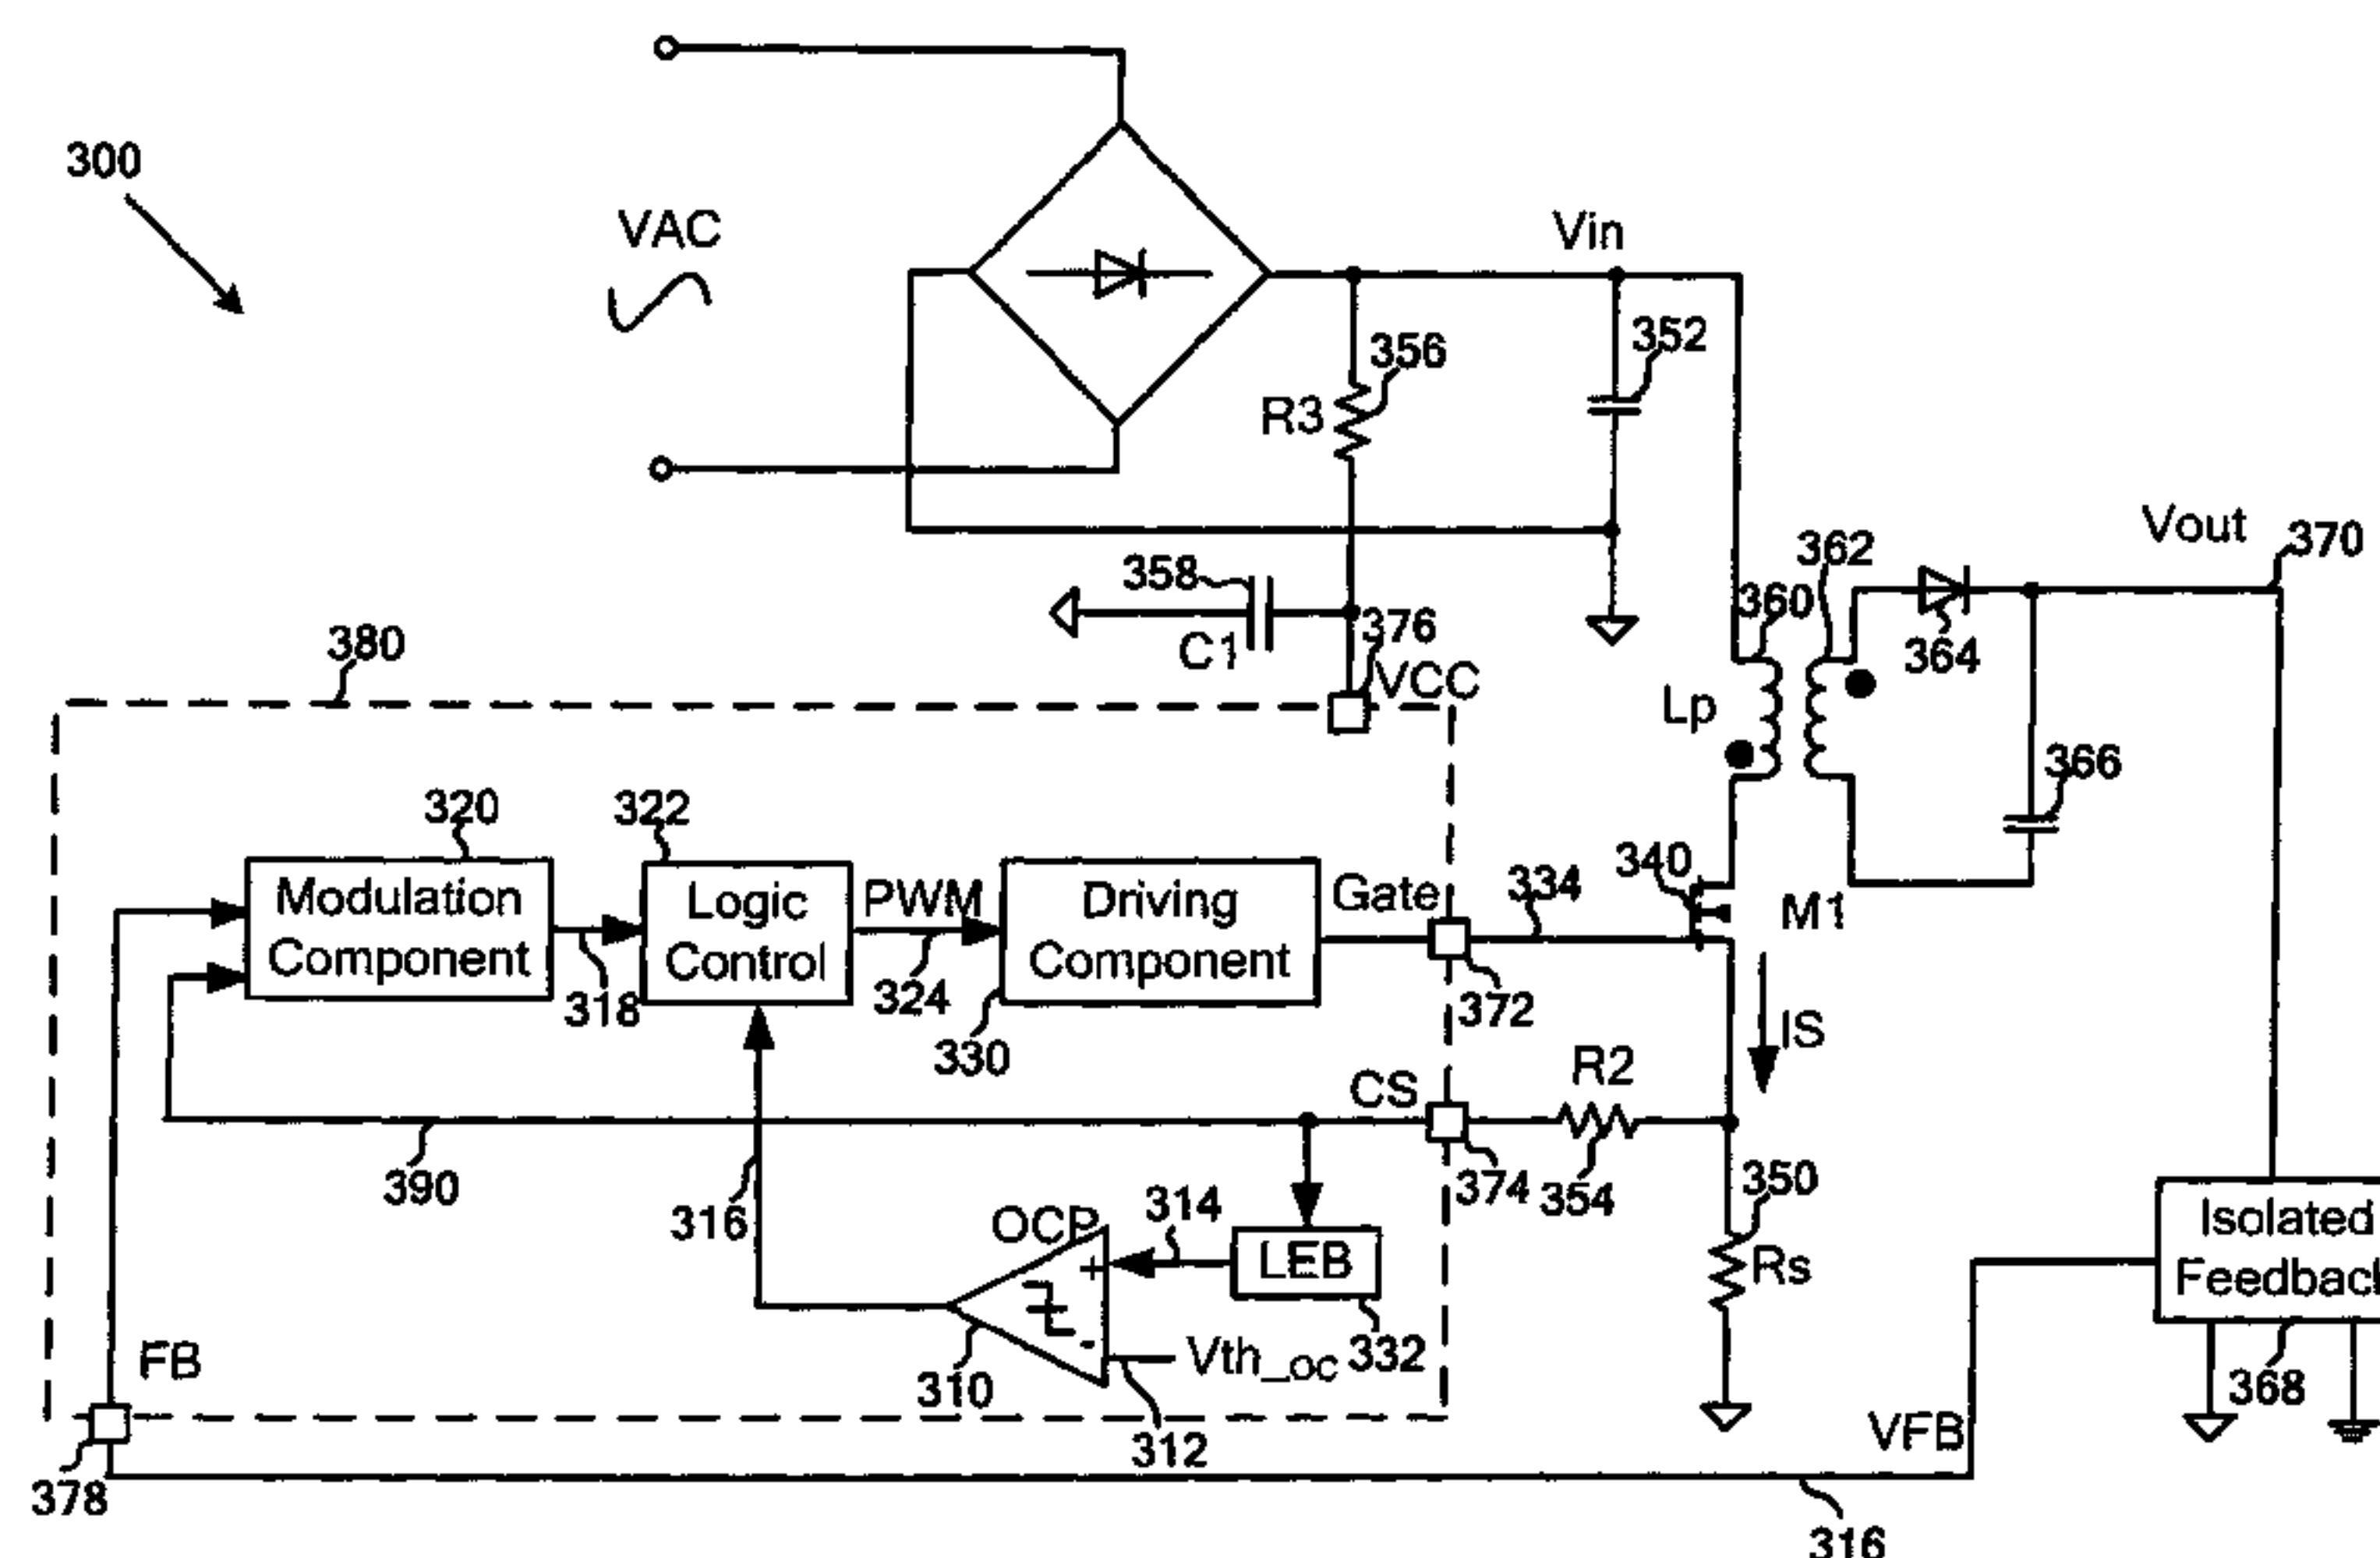 300
VAC
Vin
356
352
R3
358
C1
376
VCC
380
Vout
370
362
360
364
Lp
366
320
322
Modulation
Component
318
Logic
Control
PWM
324
Driving
Component
330
Gate
372
334
340
M1
IS
CS
374
R2
354
350
Rs
390
316
OCP
314
LEB
332
+
-
310
Vth_oc
312
FB
378
Isolated
Feedback
368
VFB
316